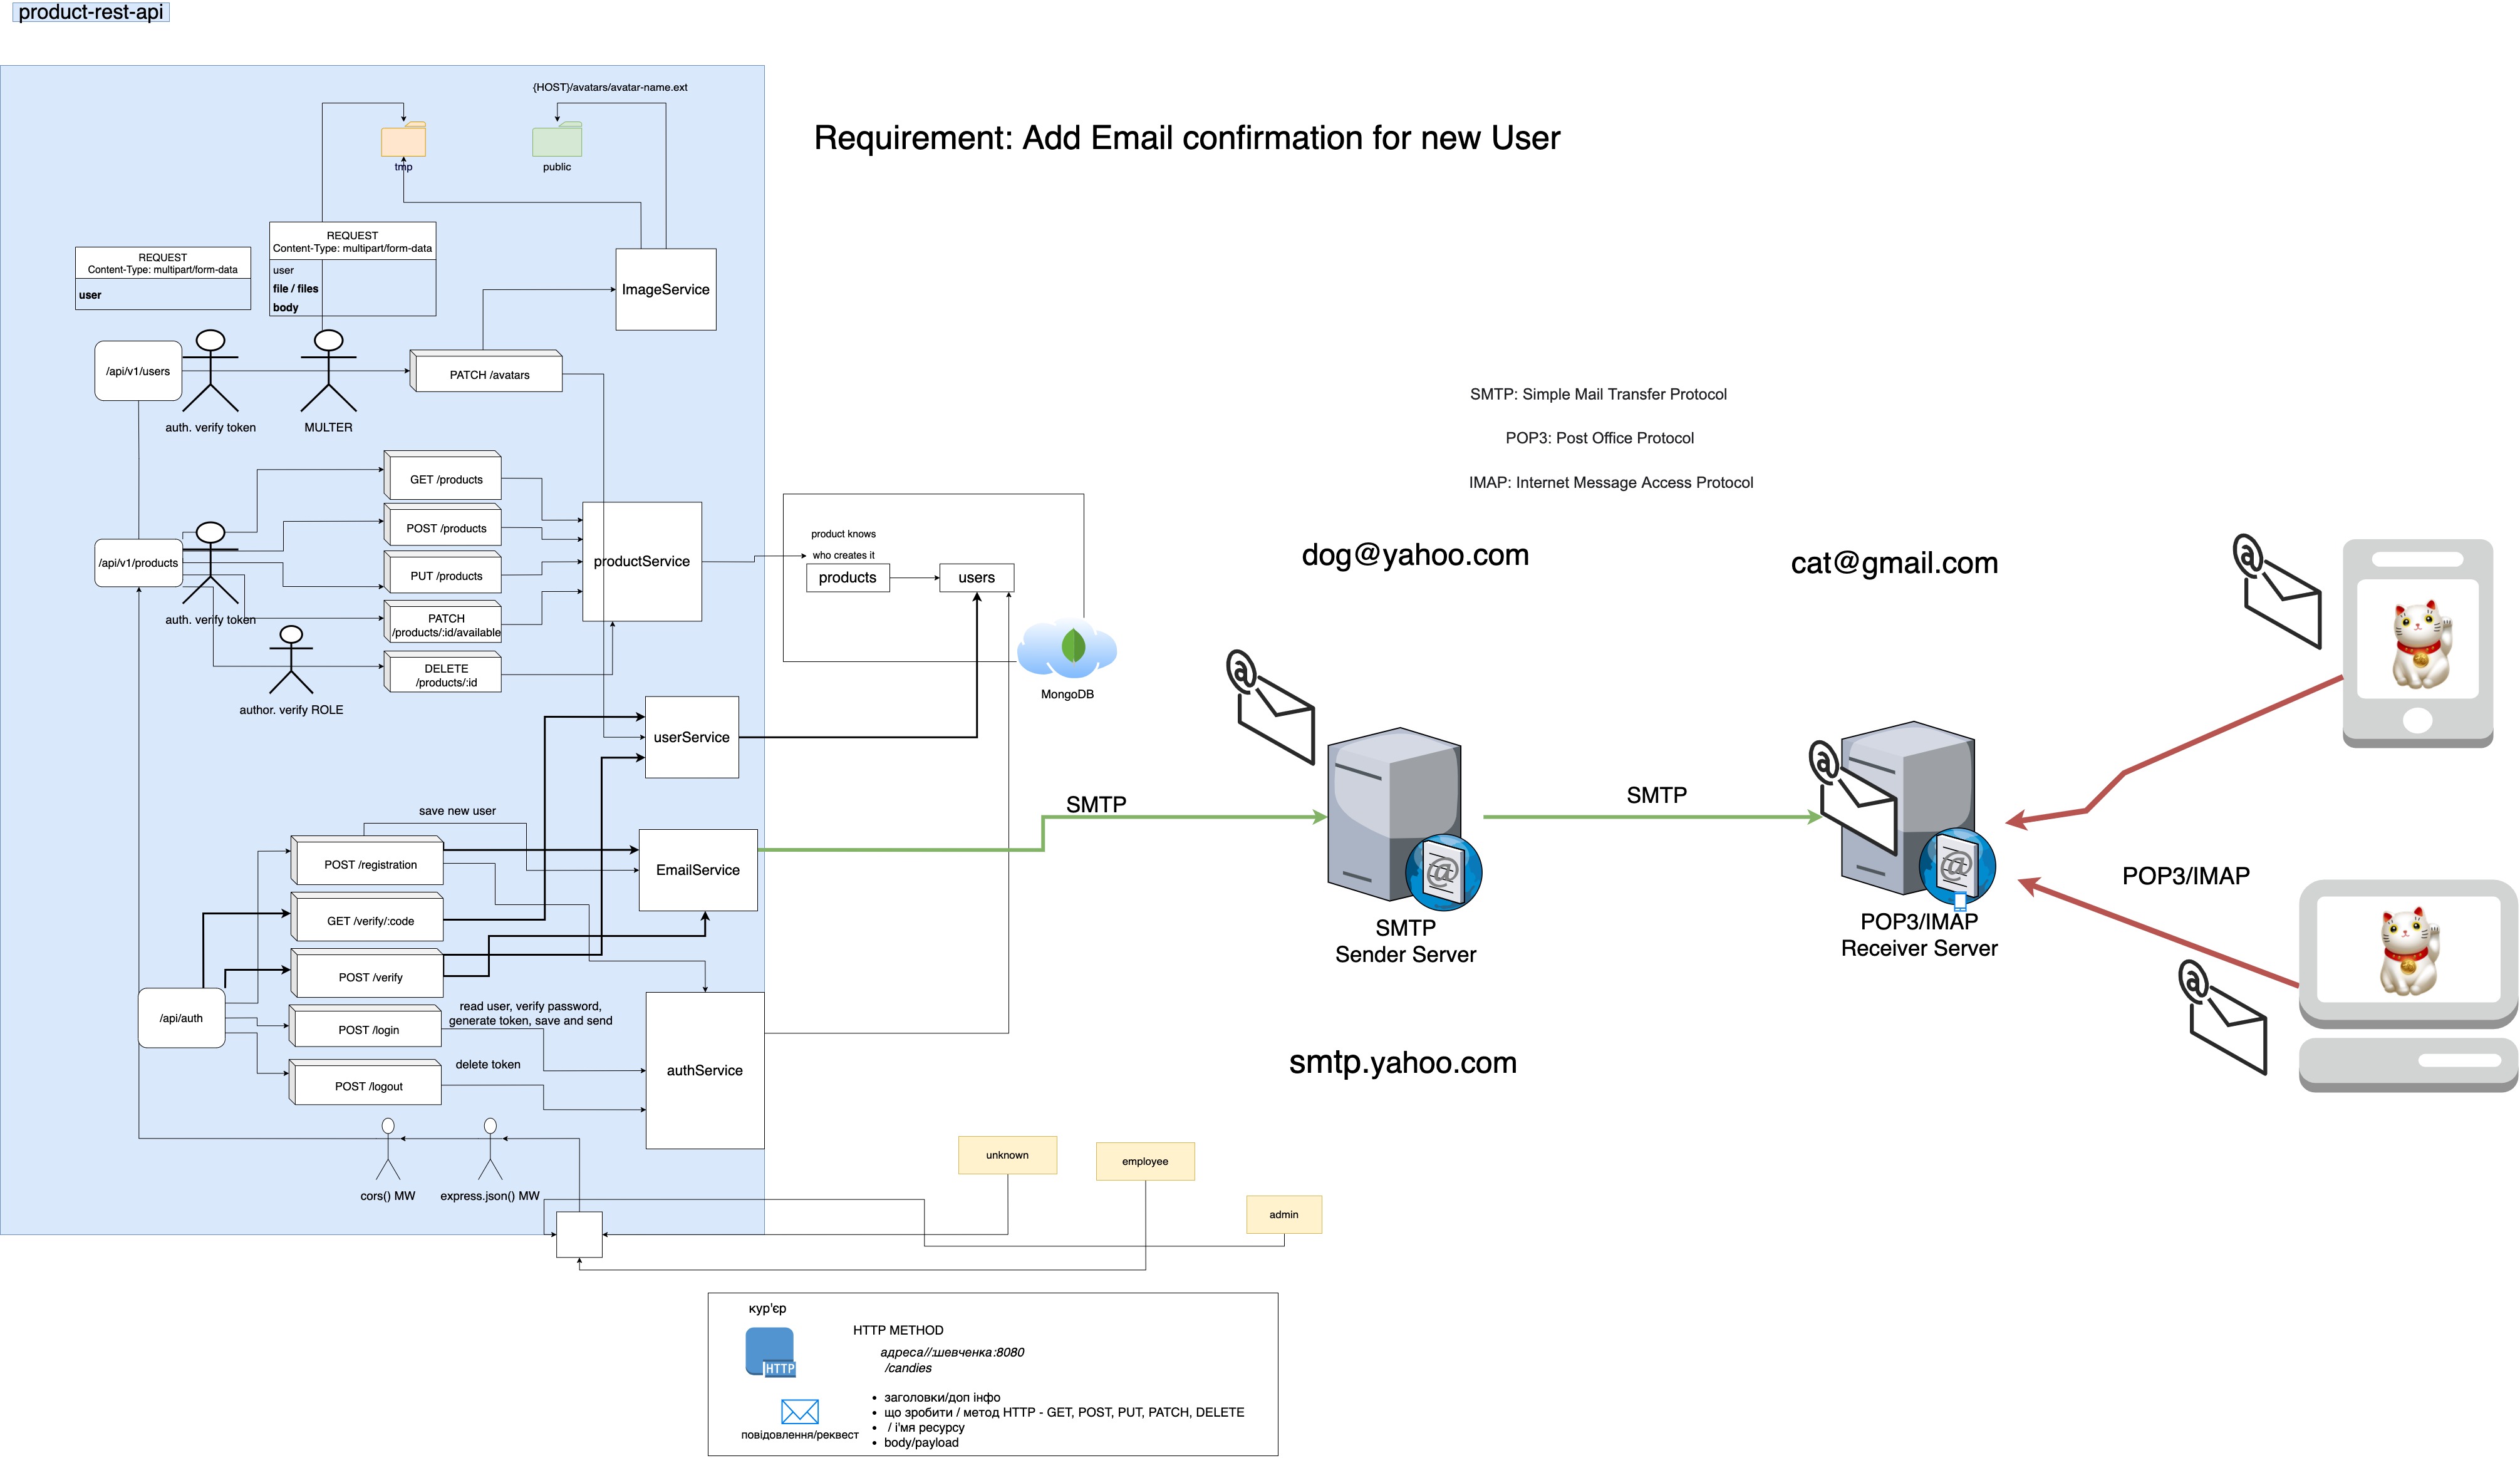 product-rest-api
{HOST}/avatars/avatar-name.ext
Requirement: Add Email confirmation for new User
tmp
public
REQUEST
Content-Type: multipart/form-data
user
file / files
body
REQUEST
Content-Type: multipart/form-data
user
ImageService
/api/v1/users
PATCH /avatars
auth. verify token
MULTER
SMTP: Simple Mail Transfer Protocol
POP3: Post Office Protocol
IMAP: Internet Message Access Protocol
GET /products
POST /products
PUT /products
PATCH
/products/:id/available
DELETE
/products/:id
/api/v1/products
auth. verify token
author. verify ROLE
productService
product knows
who creates it
products
users
MongoDB
dog@yahoo.com
cat@gmail.com
userService
save new user
POST /registration
GET /verify/:code
POST /verify
EmailService
SMTP
SMTP
@
@
@
@
@
@
SMTP
Sender Server
POP3/IMAP
Receiver Server
POP3/IMAP
/api/auth
read user, verify password,
generate token, save and send
POST /login
delete token
POST /logout
authService
smtp.yahoo.com
cors() MW
express.json() MW
unknown
employee
admin
кур'єр
HTTP
HTTP METHOD
адреса//:шевченка:8080
/candies
• заголовки/доп інфо
• що зробити / метод HTTP - GET, POST, PUT, PATCH, DELETE
• / і'мя ресурсу
• body/payload
повідовлення/реквест